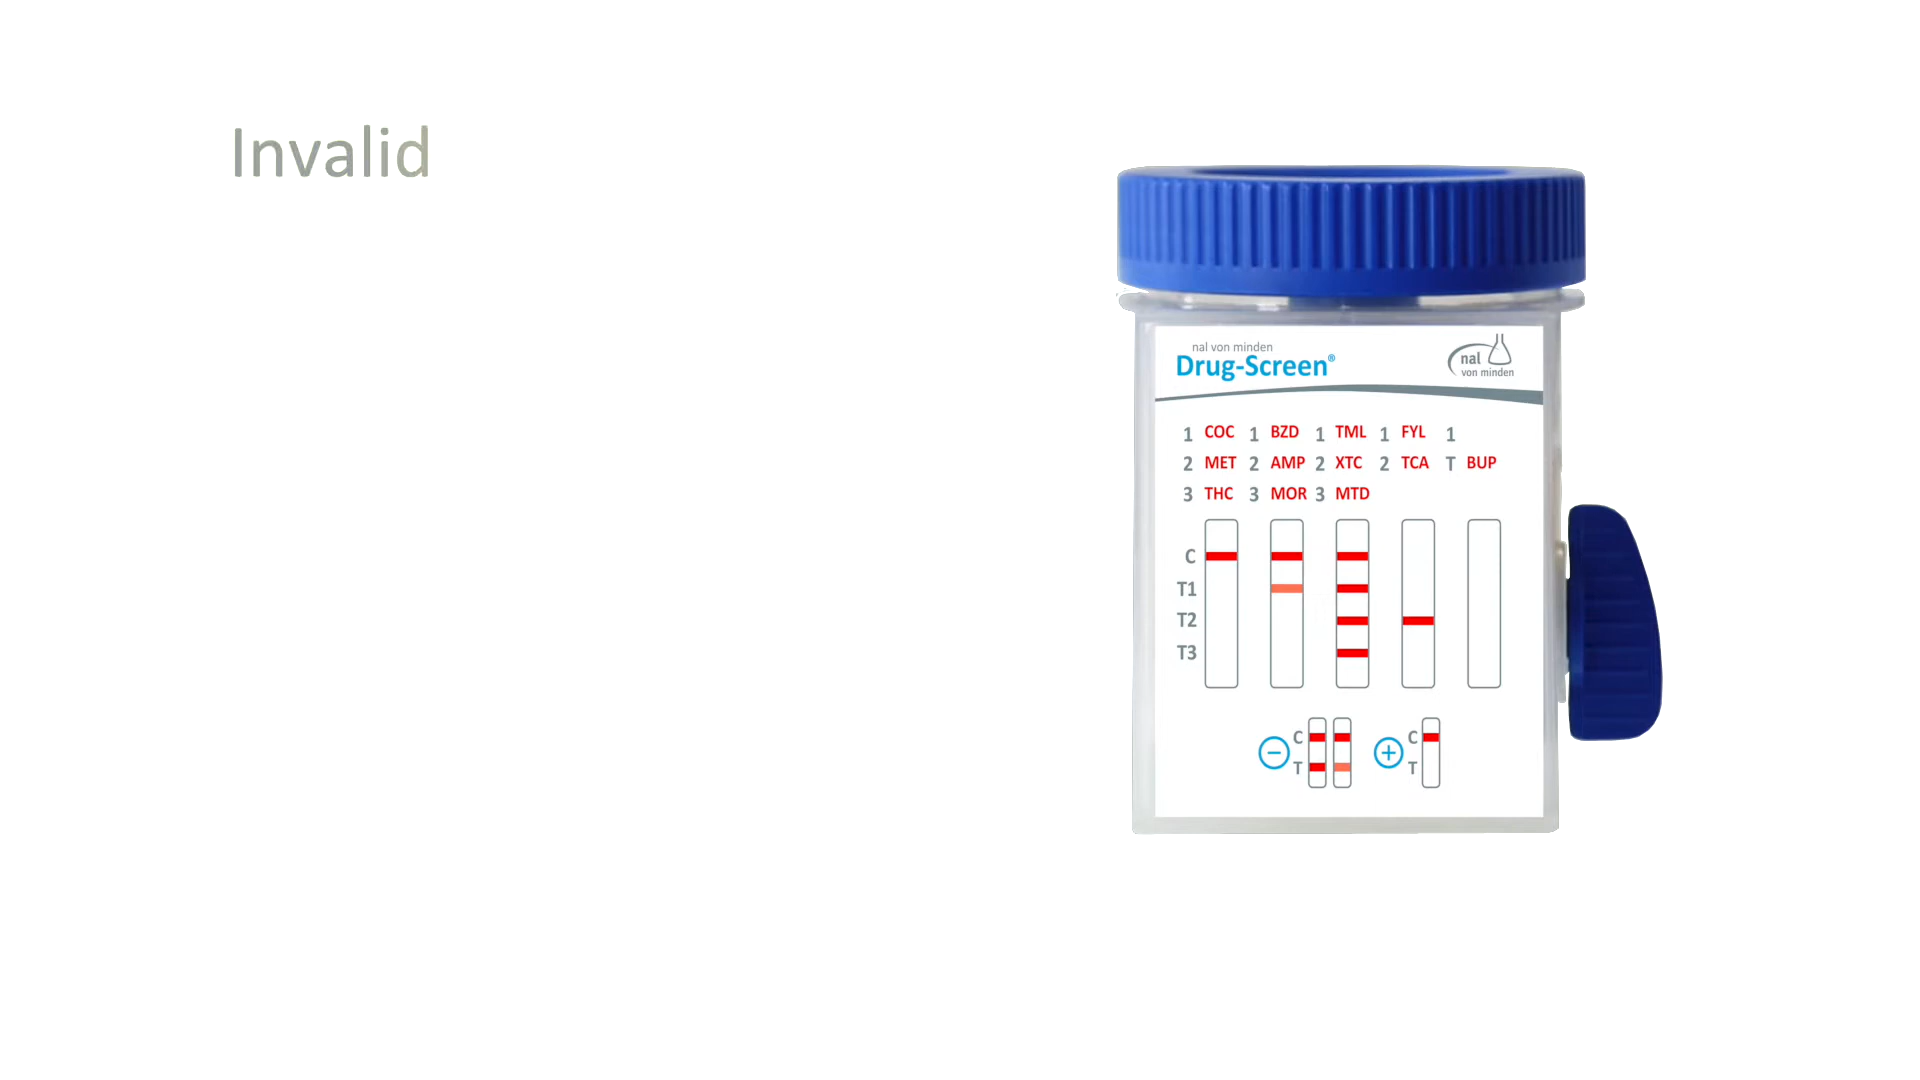 Invalid
nal von minden
Drug-Screen®
nal
von minden
1 COC 1 BZD 1 TML 1 FYL 1
2 MET 2 AMP 2 XTC 2 TCA T BUP
3 THC 3 MOR 3 MTD
C
T1
T2
T3
− C + C
T T